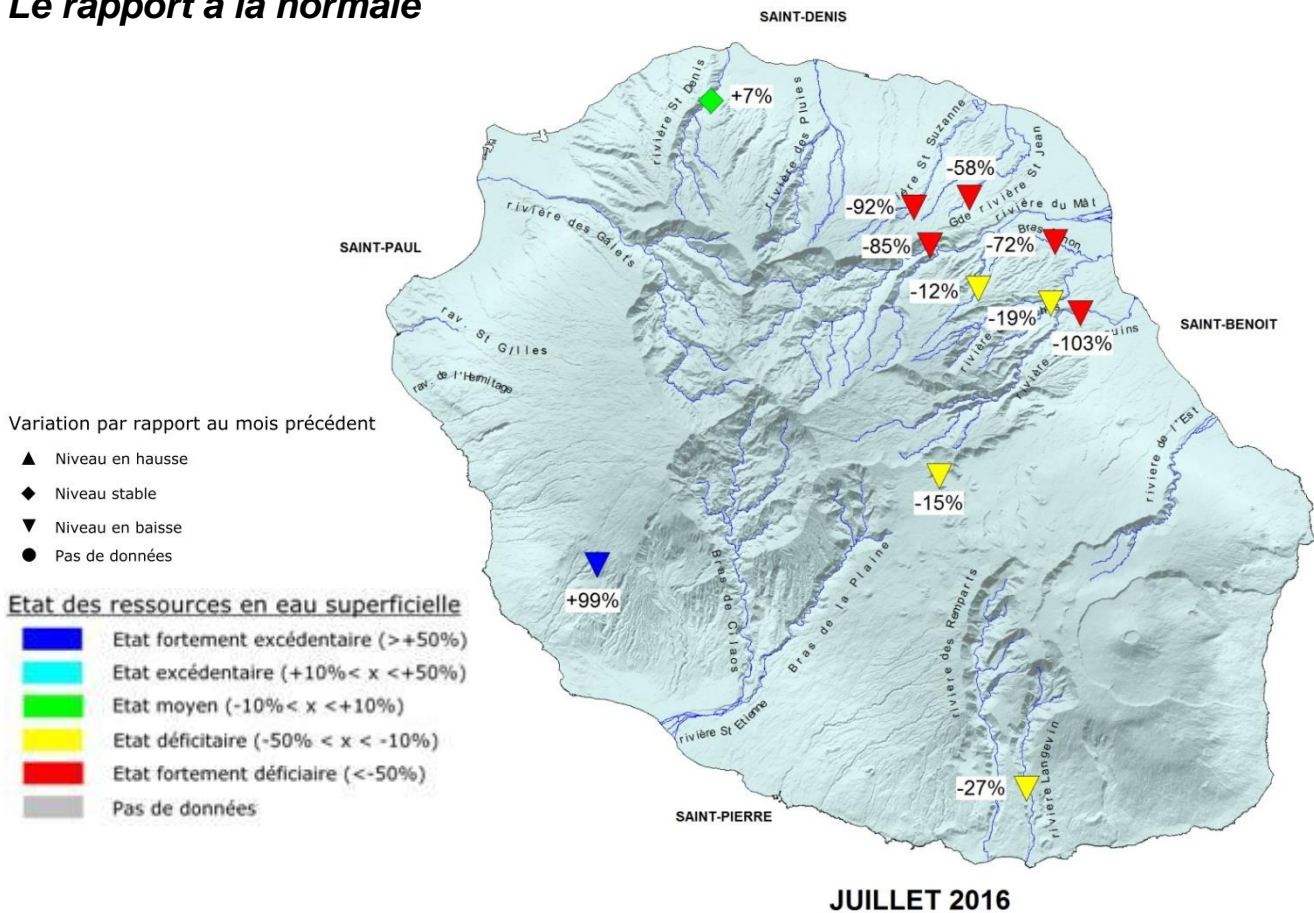 Le rapport à la normale
SAINT-DENIS
rivière St Denis
+7%
rivière des Pluies
rivière St Suzanne
-58%
Gde rivière St Jean
-92%
rivière du Mât
rivière des Galets
-85%
-72%
Bras
SAINT-PAUL
-12%
-19%
rivière
-103%
SAINT-BENOIT
rav. St Gilles
rav. de l'Hermitage
rivière
rivière de l'Est
Variation par rapport au mois précédent
▲ Niveau en hausse
◆ Niveau stable
▼ Niveau en baisse
● Pas de données
-15%
+99%
Bras de Cilaos
Bras de la Plaine
rivière des Remparts
Etat des ressources en eau superficielle
Etat fortement excédentaire (>+50%)
Etat excédentaire (+10%< x <+50%)
Etat moyen (-10%< x <+10%)
Etat déficitaire (-50% < x < -10%)
Etat fortement déficiaire (<-50%)
Pas de données
rivière St Etienne
-27%
rivière Langevin
SAINT-PIERRE
JUILLET 2016